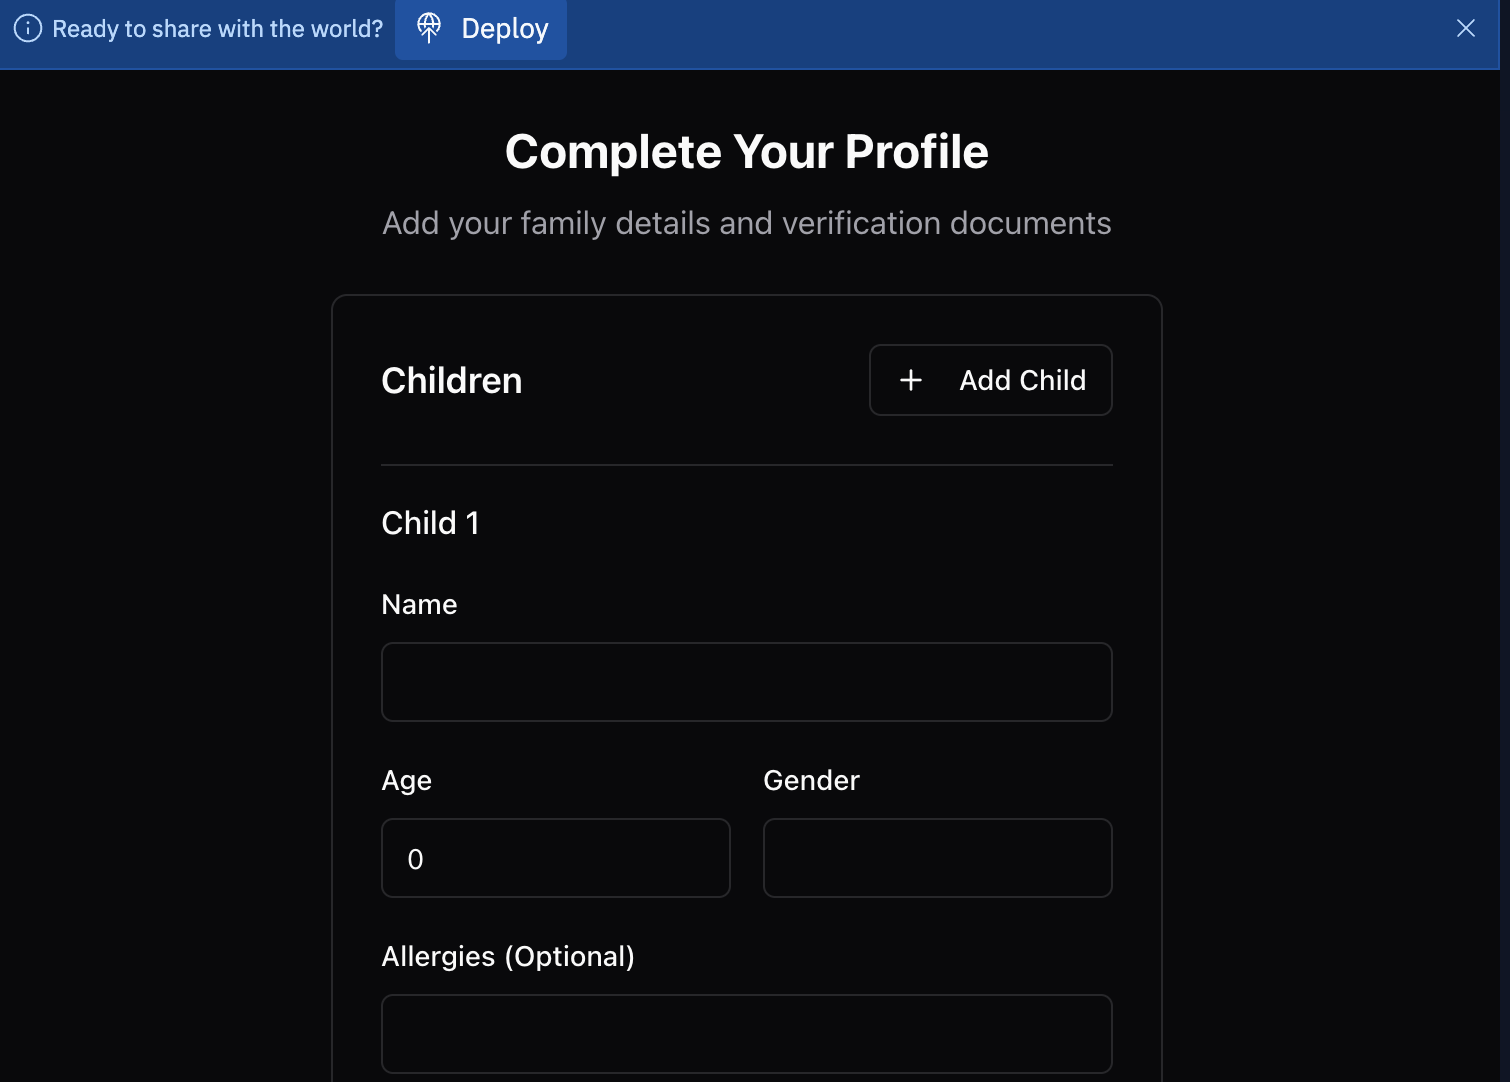 Ready to share with the world? Deploy
Complete Your Profile
Add your family details and verification documents
Children
Add Child
Child 1
Name
Age
Gender
0
Allergies (Optional)